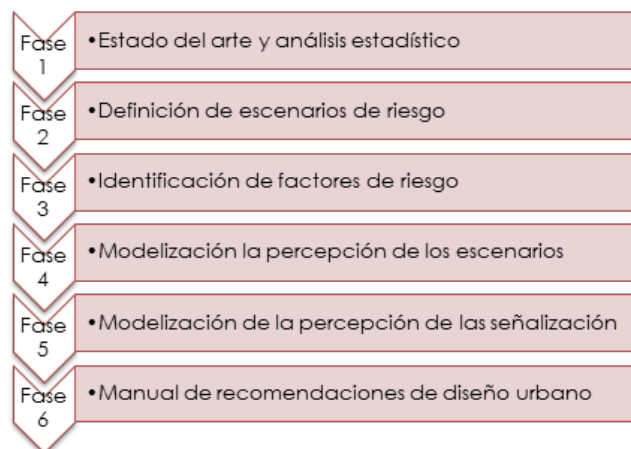 Fase 1
•Estado del arte y análisis estadístico
Fase 2
•Definición de escenarios de riesgo
Fase 3
•Identificación de factores de riesgo
Fase 4
•Modelización la percepción de los escenarios
Fase 5
•Modelización de la percepción de las señalización
Fase 6
•Manual de recomendaciones de diseño urbano